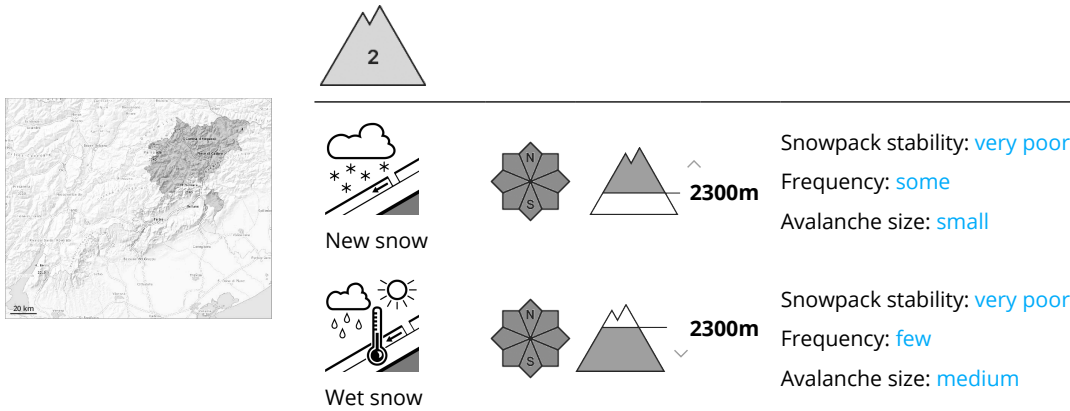 2
N
S
2300m
Snowpack stability: very poor
Frequency: some
Avalanche size: small
New snow
20 km
N
S
2300m
Snowpack stability: very poor
Frequency: few
Avalanche size: medium
Wet snow